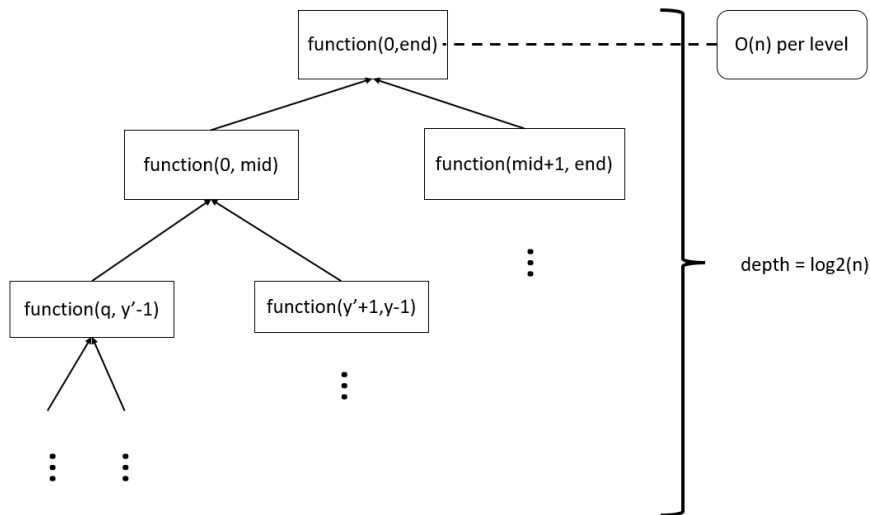 function(0,end)
O(n) per level
function(0, mid)
function(mid+1, end)
depth = log2(n)
function(q, y’-1)
function(y’+1,y-1)